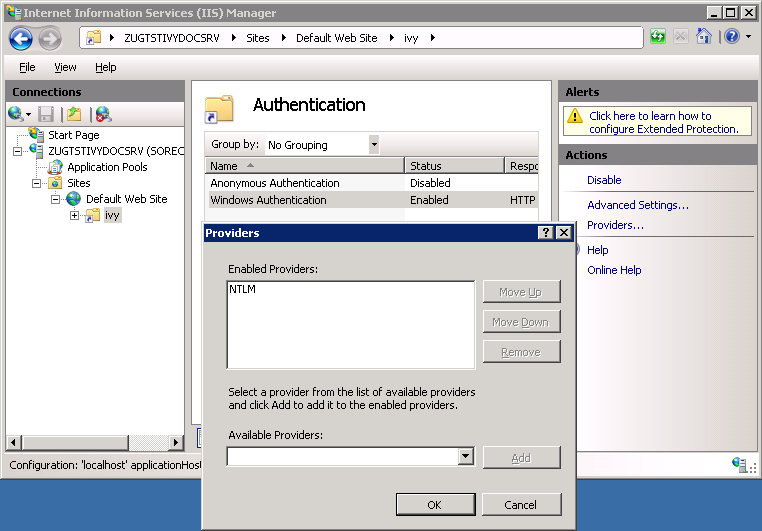 Internet Information Services (IIS) Manager
ZUGTSTIVYDOCSRV Sites Default Web Site ivy
File View Help
Connections
Start Page
ZUGTSTIVYDOCSRV (SOREC
Application Pools
Sites
Default Web Site
ivy
Authentication
Group by: No Grouping
Name Status Respo
Anonymous Authentication Disabled
Windows Authentication Enabled HTTP
Alerts
Click here to learn how to
configure Extended Protection.
Actions
Disable
Advanced Settings...
Providers...
Help
Online Help
Providers
Enabled Providers:
NTLM
Move Up
Move Down
Remove
Select a provider from the list of available providers
and click Add to add it to the enabled providers.
Available Providers:
Add
OK Cancel
Configuration: 'localhost' applicationHost